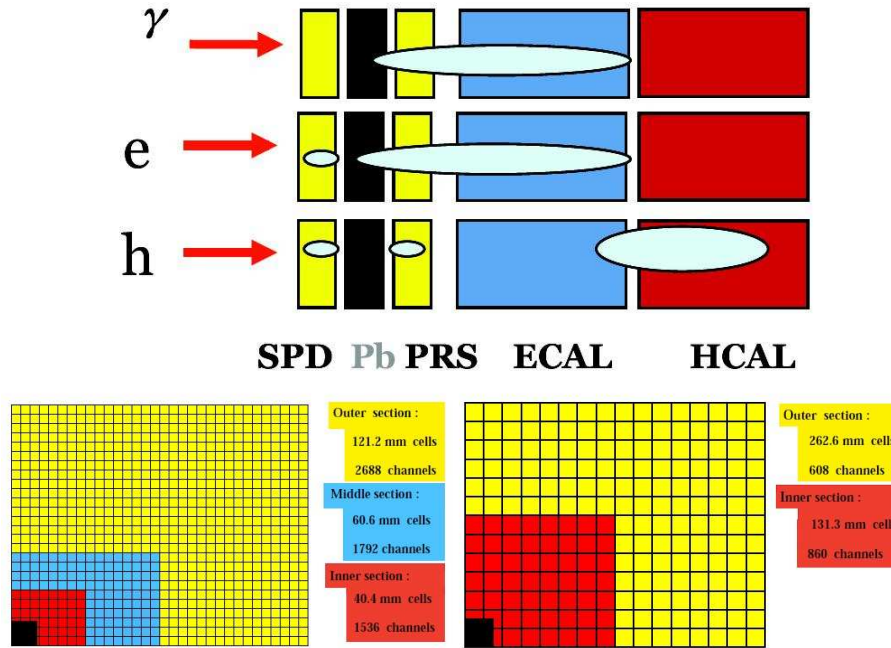 γ
e
h
SPD Pb PRS ECAL HCAL
Outer section :
121.2 mm cells
2688 channels
Middle section :
60.6 mm cells
1792 channels
Inner section :
40.4 mm cells
1536 channels
Outer section :
262.6 mm cells
608 channels
Inner section :
131.3 mm cells
860 channels